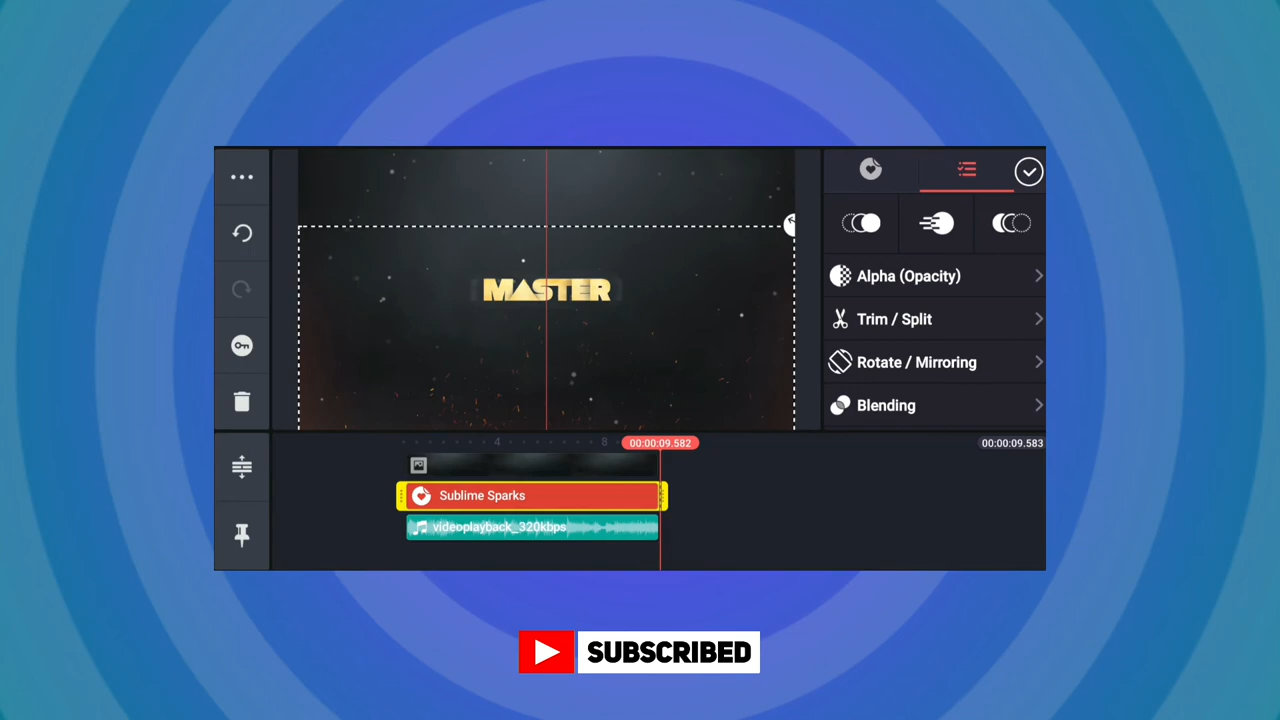 MASTER
Alpha (Opacity)
Trim / Split
Rotate / Mirroring
Blending
4
8
00:00:09.582
00:00:09.583
Sublime Sparks
videoplayback_320kbps
SUBSCRIBED